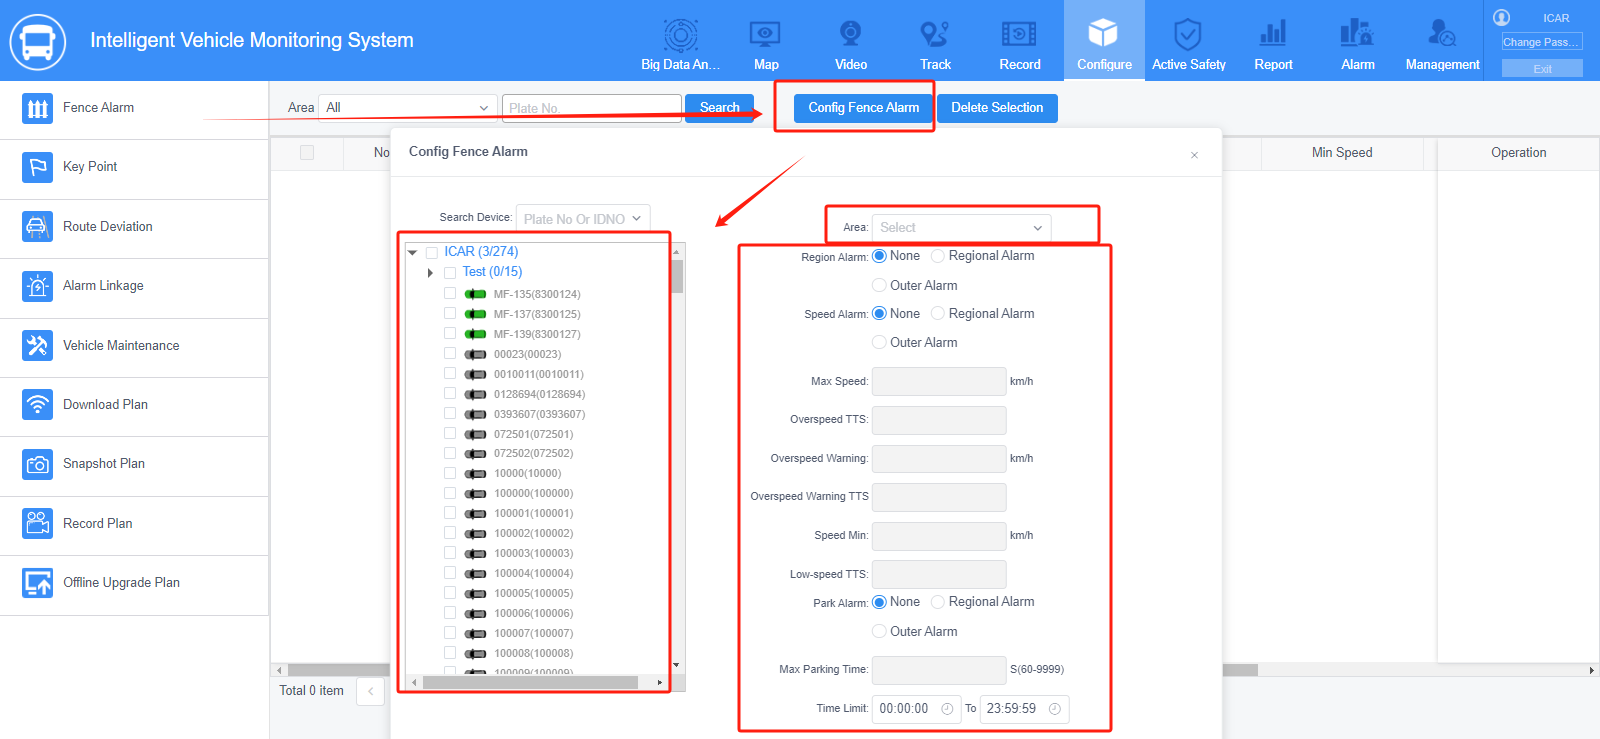 Intelligent Vehicle Monitoring System
Big Data An...
Map
Video
Track
Record
Configure
Active Safety
Report
Alarm
Management
ICAR
Change Pass...
Exit
Fence Alarm
Key Point
Route Deviation
Alarm Linkage
Vehicle Maintenance
Download Plan
Snapshot Plan
Record Plan
Offline Upgrade Plan
Area All Plate No. Search Config Fence Alarm Delete Selection
No
Min Speed
Operation
Config Fence Alarm
×
Search Device: Plate No Or IDNO
ICAR (3/274)
Test (0/15)
MF-135(8300124)
MF-137(8300125)
MF-139(8300127)
00023(00023)
0010011(0010011)
0128694(0128694)
0393607(0393607)
072501(072501)
072502(072502)
10000(10000)
100000(100000)
100001(100001)
100002(100002)
100003(100003)
100004(100004)
100005(100005)
100006(100006)
100007(100007)
100008(100008)
100009(100009)
Area: Select
Region Alarm: None Regional Alarm
Outer Alarm
Speed Alarm: None Regional Alarm
Outer Alarm
Max Speed: km/h
Overspeed TTS:
Overspeed Warning: km/h
Overspeed Warning TTS
Speed Min: km/h
Low-speed TTS:
Park Alarm: None Regional Alarm
Outer Alarm
Max Parking Time: S(60-9999)
Time Limit: 00:00:00 To 23:59:59
Total 0 item